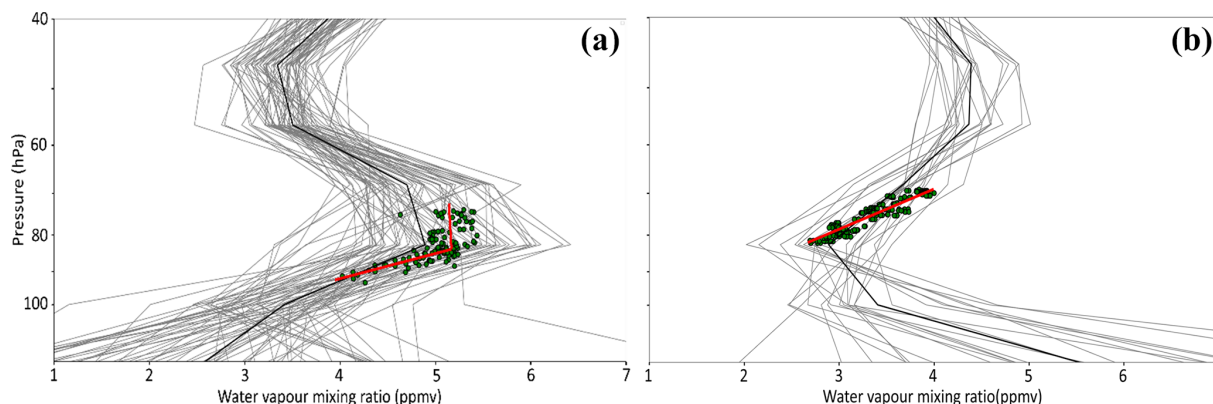 40
60
80
100
Pressure (hPa)
(a)
1 2 3 4 5 6 7
Water vapour mixing ratio (ppmv)
(b)
1 2 3 4 5 6
Water vapour mixing ratio(ppmv)